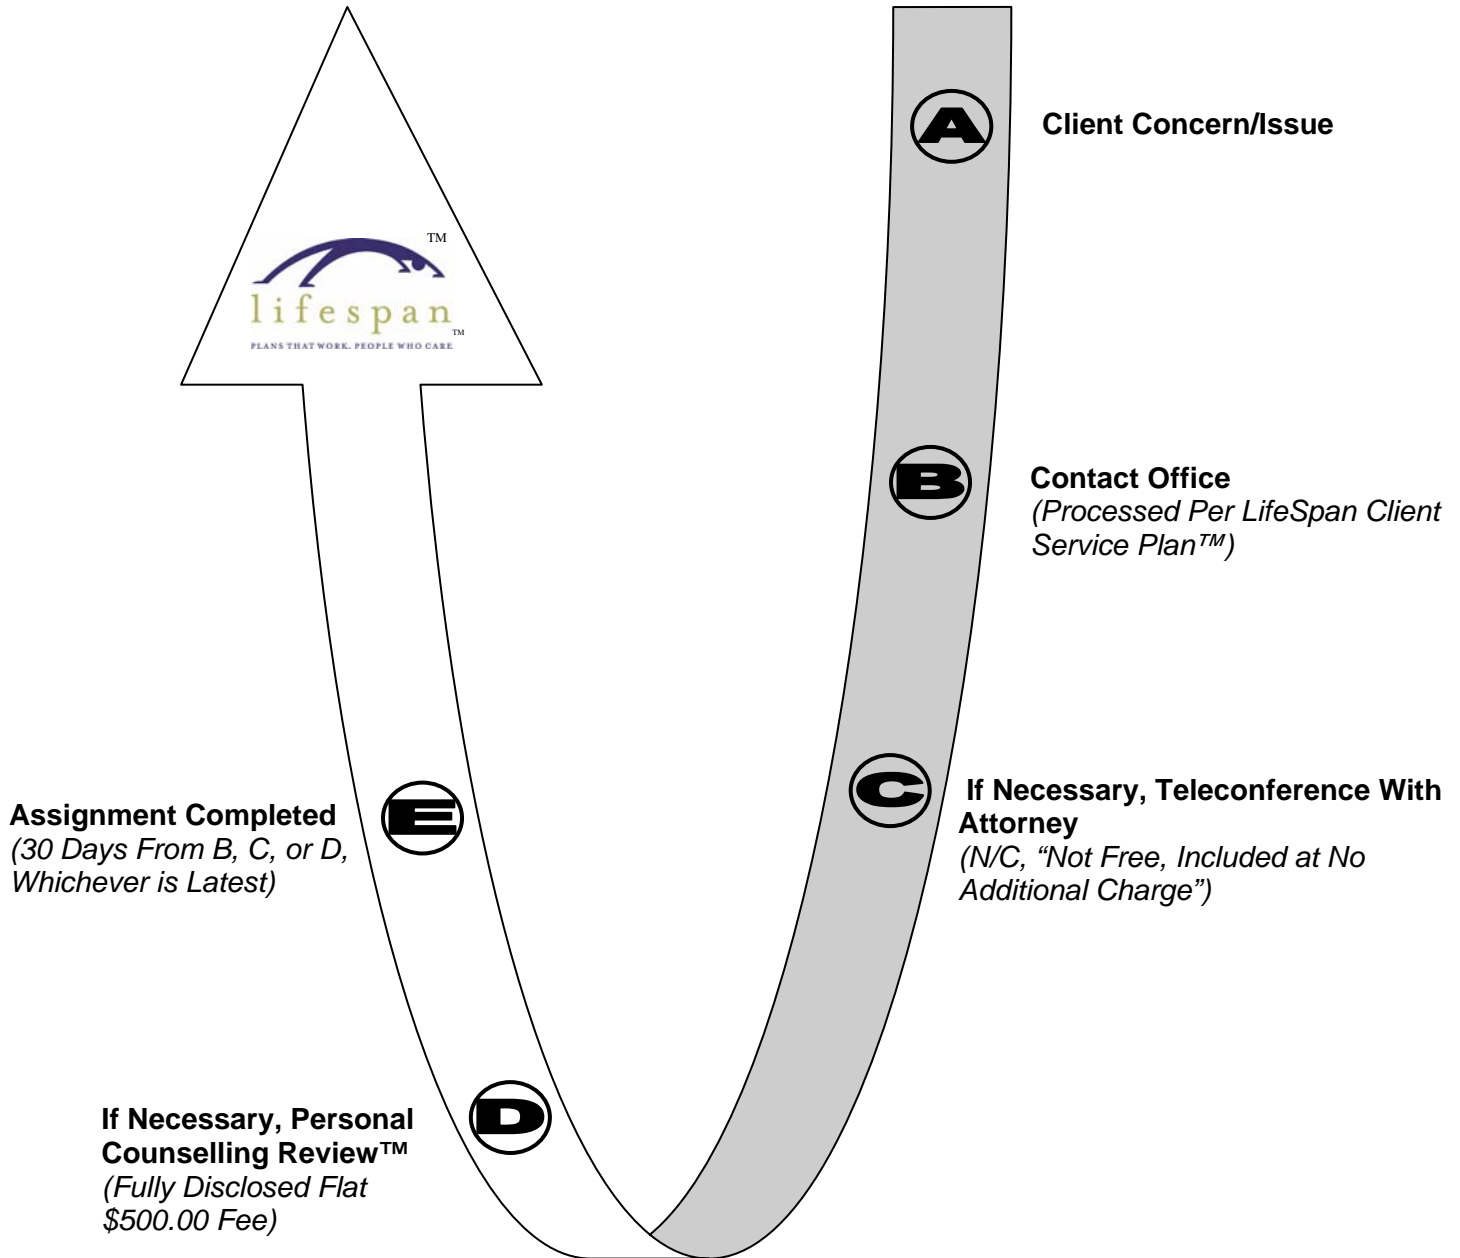 A
Client Concern/Issue
B
Contact Office
(Processed Per LifeSpan Client
Service Plan™)
C
If Necessary, Teleconference With
Attorney
(N/C, “Not Free, Included at No
Additional Charge”)
D
If Necessary, Personal
Counselling Review™
(Fully Disclosed Flat
$500.00 Fee)
E
Assignment Completed
(30 Days From B, C, or D,
Whichever is Latest)
TM
lifespan
TM
PLANS THAT WORK. PEOPLE WHO CARE